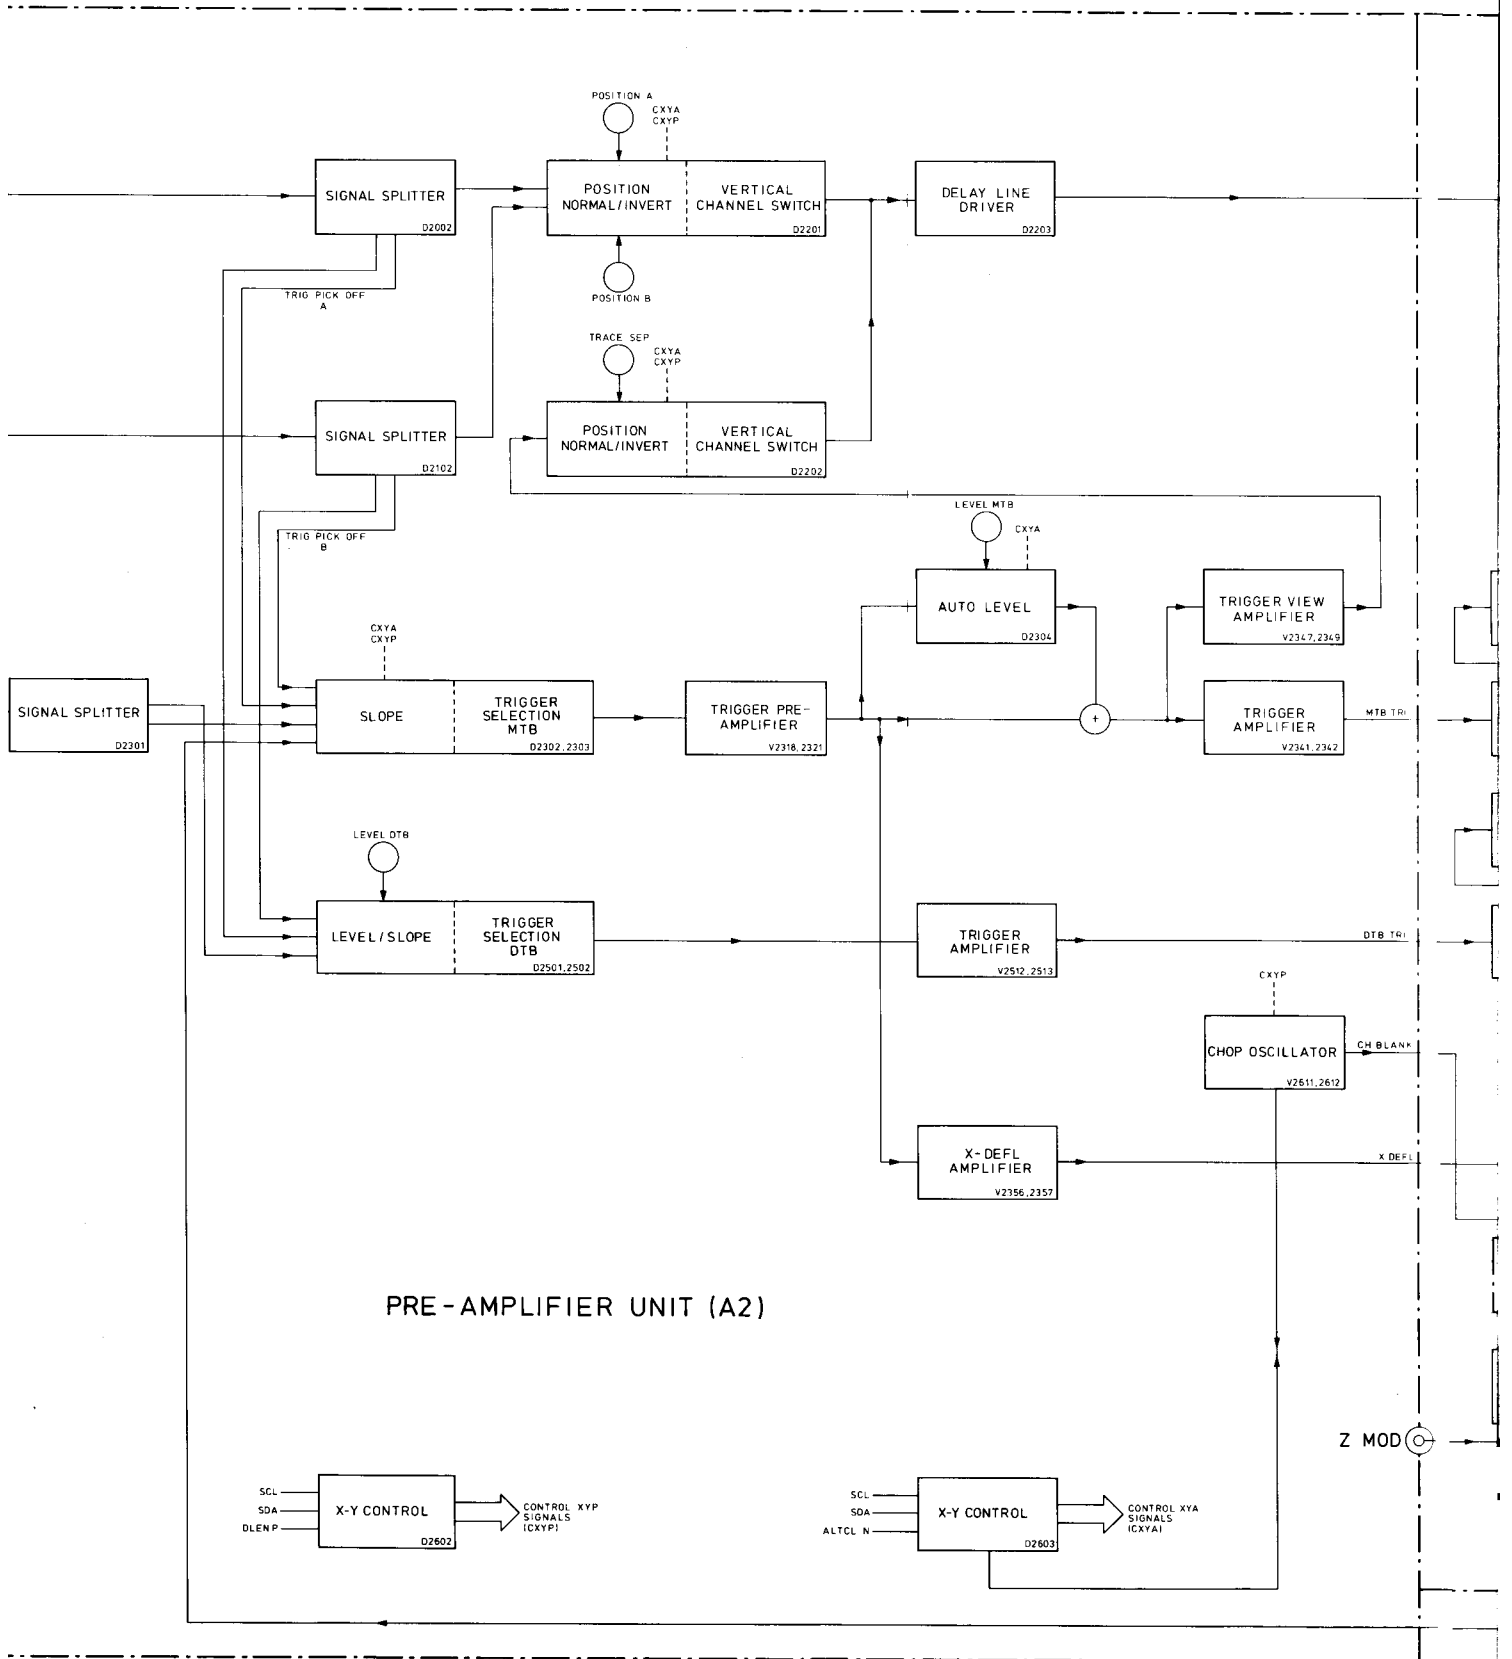 POSITION A
CXYA
CXYP
SIGNAL SPLITTER
D2002
POSITION
NORMAL/INVERT
VERTICAL
CHANNEL SWITCH
D2201
DELAY LINE
DRIVER
D2203
TRIG PICK OFF
A
POSITION B
TRACE SEP
CXYA
CXYP
SIGNAL SPLITTER
D2102
POSITION
NORMAL/INVERT
VERTICAL
CHANNEL SWITCH
D2202
TRIG PICK OFF
B
LEVEL MTB
CXYA
AUTO LEVEL
D2304
TRIGGER VIEW
AMPLIFIER
V2347,2349
CXYA
CXYP
SIGNAL SPLITTER
D2301
SLOPE
TRIGGER
SELECTION
MTB
D2302,2303
TRIGGER PRE-
AMPLIFIER
V2318,2321
+
TRIGGER
AMPLIFIER
V2341,2342
MTB TRI
LEVEL DTB
LEVEL/SLOPE
TRIGGER
SELECTION
DTB
D2501,2502
TRIGGER
AMPLIFIER
V2512,2513
DTB TRI
CXYP
CHOP OSCILLATOR
V2611,2612
CH BLANK
X-DEFL
AMPLIFIER
V2356,2357
X DEFL
PRE-AMPLIFIER UNIT (A2)
Z MOD
SCL
SDA
DLEN P
X-Y CONTROL
D2602
CONTROL XYP
SIGNALS
(CXYP)
SCL
SDA
ALTCL N
X-Y CONTROL
D2603
CONTROL XYA
SIGNALS
(CXYA)